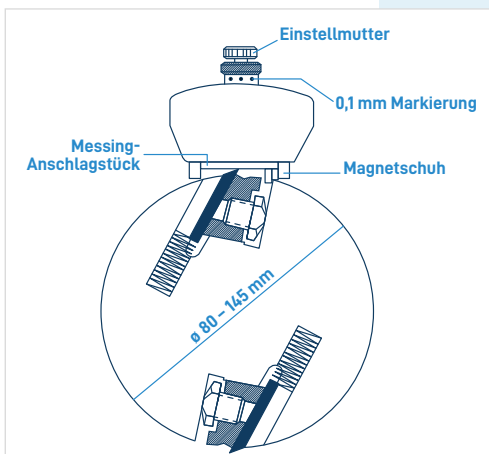 Einstellmutter
0,1 mm Markierung
Messing-
Anschlagstück
Magnetschuh
ø 80 – 145 mm